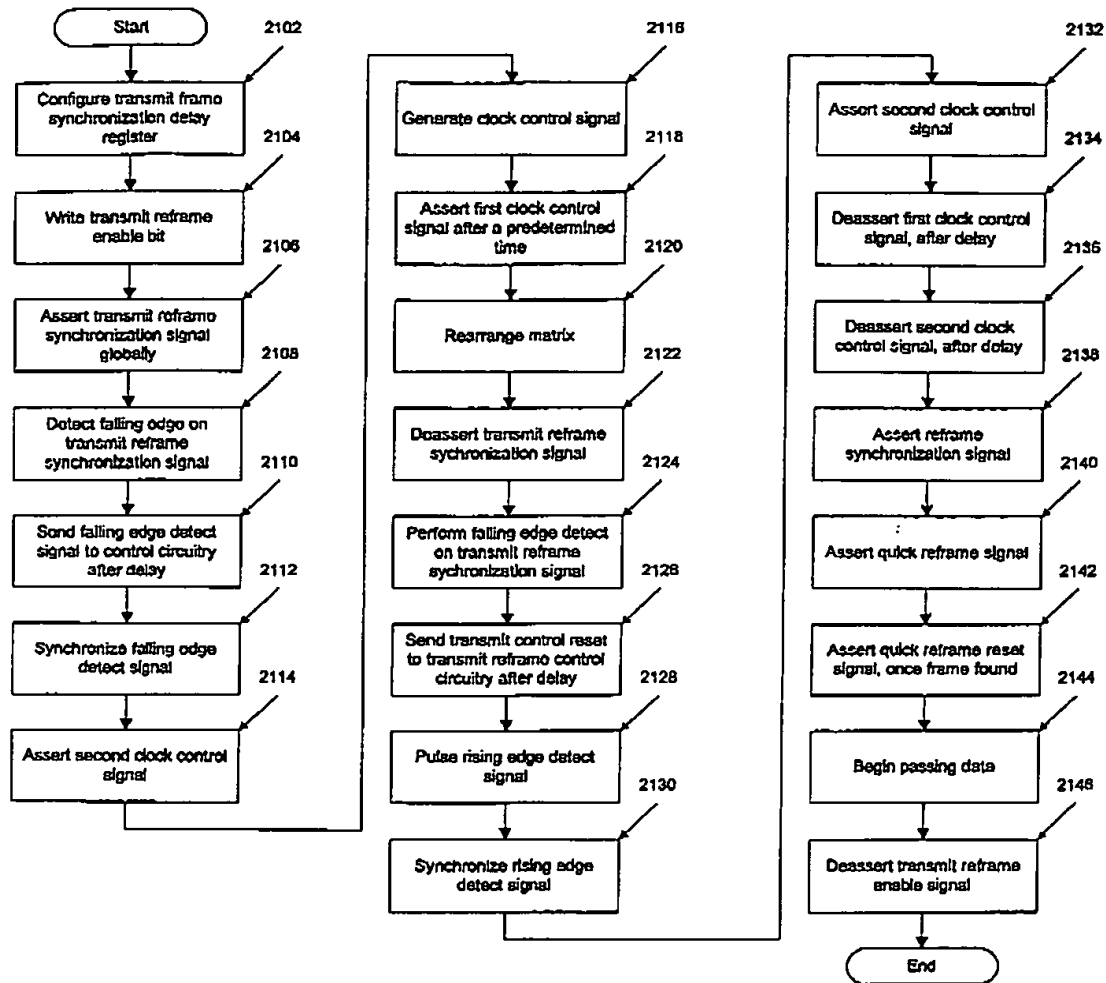 Start
2102
Configure transmit frame
synchronization delay
register
2104
Write transmit reframe
enable bit
2106
Assert transmit reframe
synchronization signal
globally
2108
Detect falling edge on
transmit reframe
synchronization signal
2110
Send falling edge detect
signal to control circuitry
after delay
2112
Synchronize falling edge
detect signal
2114
Assert second clock control
signal
2116
Generate clock control signal
2118
Assert first clock control
signal after a predetermined
time
2120
Rearrange matrix
2122
Deassert transmit reframe
sychronization signal
2124
Perform falling edge detect
on transmit reframe
sychronization signal
2126
Send transmit control reset
to transmit reframe control
circuitry after delay
2128
Pulse rising edge detect
signal
2130
Synchronize rising edge
detect signal
2132
Assert second clock control
signal
2134
Deassert first clock control
signal, after delay
2136
Deassert second clock
control signal, after delay
2138
Assert reframe
synchronization signal
2140
Assert quick reframe signal
2142
Assert quick reframe reset
signal, once frame found
2144
Begin passing data
2146
Deassert transmit reframe
enable signal
End